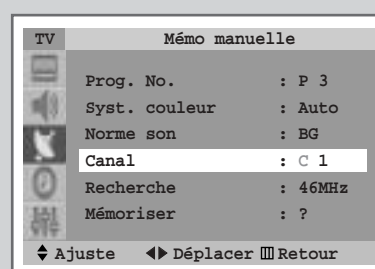 TV Mémo manuelle
Prog. No. : P 3
Syst. couleur : Auto
Norme son : BG
Canal : C 1
Recherche : 46MHz
Mémoriser : ?
Ajuste Déplacer Retour